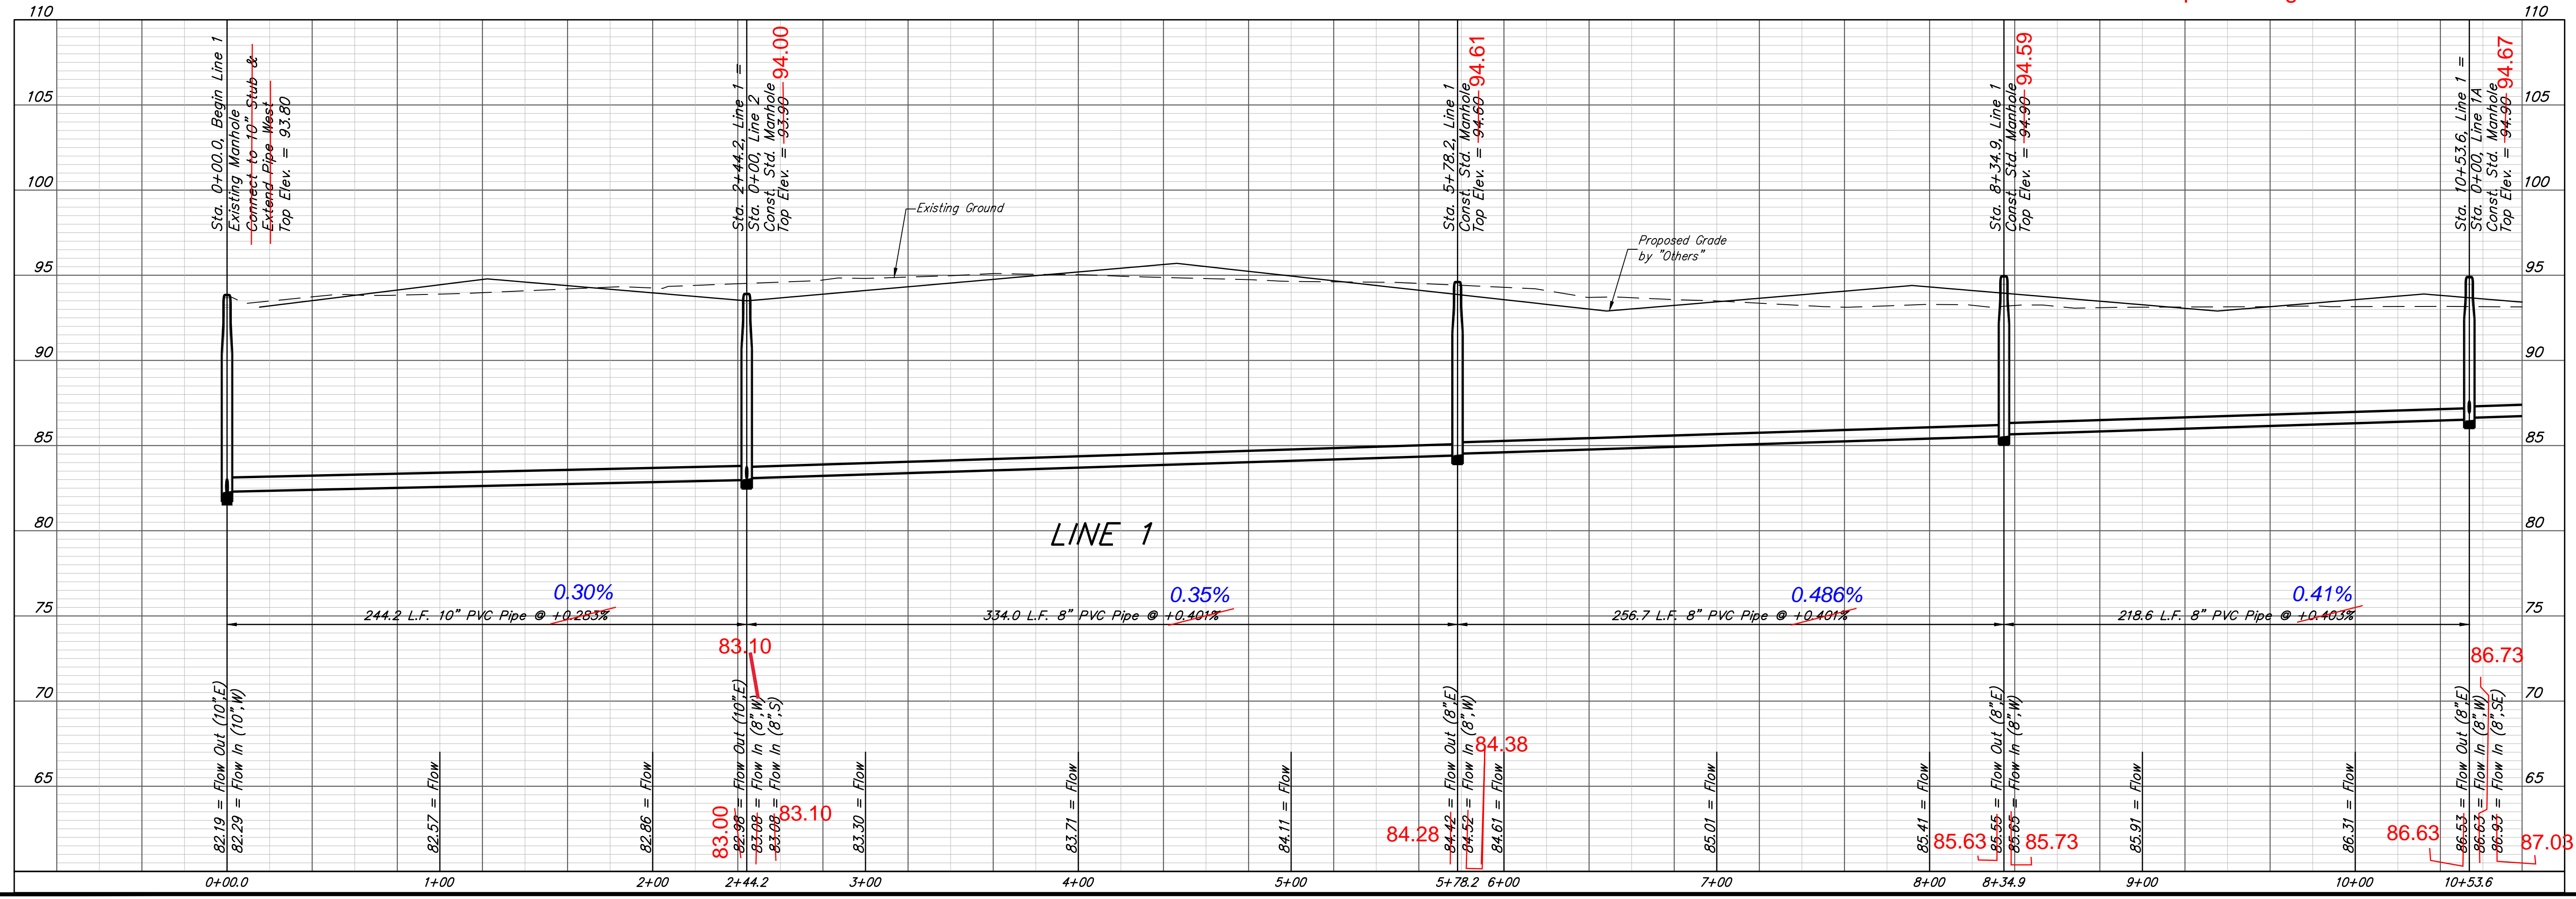 110
110
105
105
100
100
95
95
90
90
85
85
80
80
75
75
70
70
65
65
Sta. 0+00.0, Begin Line 1
Existing Manhole
Connect to 10" Stub &
Extend Pipe West
Top Elev. = 93.80
Sta. 2+44.2, Line 1 =
Sta. 0+00, Line 2
Const. Std. Manhole
Top Elev. = 93.90 94.00
Sta. 5+78.2, Line 1
Const. Std. Manhole
Top Elev. = 94.60 94.61
Sta. 8+34.9, Line 1
Const. Std. Manhole
Top Elev. = 94.90 94.59
Sta. 10+53.6, Line 1 =
Sta. 0+00, Line 1A
Const. Std. Manhole
Top Elev. = 94.90 94.67
Existing Ground
Proposed Grade
by "Others"
LINE 1
0.30%
244.2 L.F. 10" PVC Pipe @ +0.283%
0.35%
334.0 L.F. 8" PVC Pipe @ +0.401%
0.486%
256.7 L.F. 8" PVC Pipe @ +0.401%
0.41%
218.6 L.F. 8" PVC Pipe @ +0.403%
82.19 = Flow Out (10",E)
82.29 = Flow In (10",W)
82.57 = Flow
82.86 = Flow
83.10
83.00
82.98 = Flow Out (10",E)
83.08 = Flow In (8",W)
83.08 = Flow In (8",S)
83.10
83.30 = Flow
83.71 = Flow
84.11 = Flow
84.28
84.42 = Flow Out (8",E)
84.52 = Flow In (8",W)
84.38
84.61 = Flow
85.01 = Flow
85.41 = Flow
85.63
85.55 = Flow Out (8",E)
85.65 = Flow In (8",W)
85.73
85.91 = Flow
86.31 = Flow
86.73
86.63
86.53 = Flow Out (8",E)
86.63 = Flow In (8",W)
86.93 = Flow In (8",SE)
87.03
0+00.0
1+00
2+00
2+44.2
3+00
4+00
5+00
5+78.2
6+00
7+00
8+00
8+34.9
9+00
10+00
10+53.6